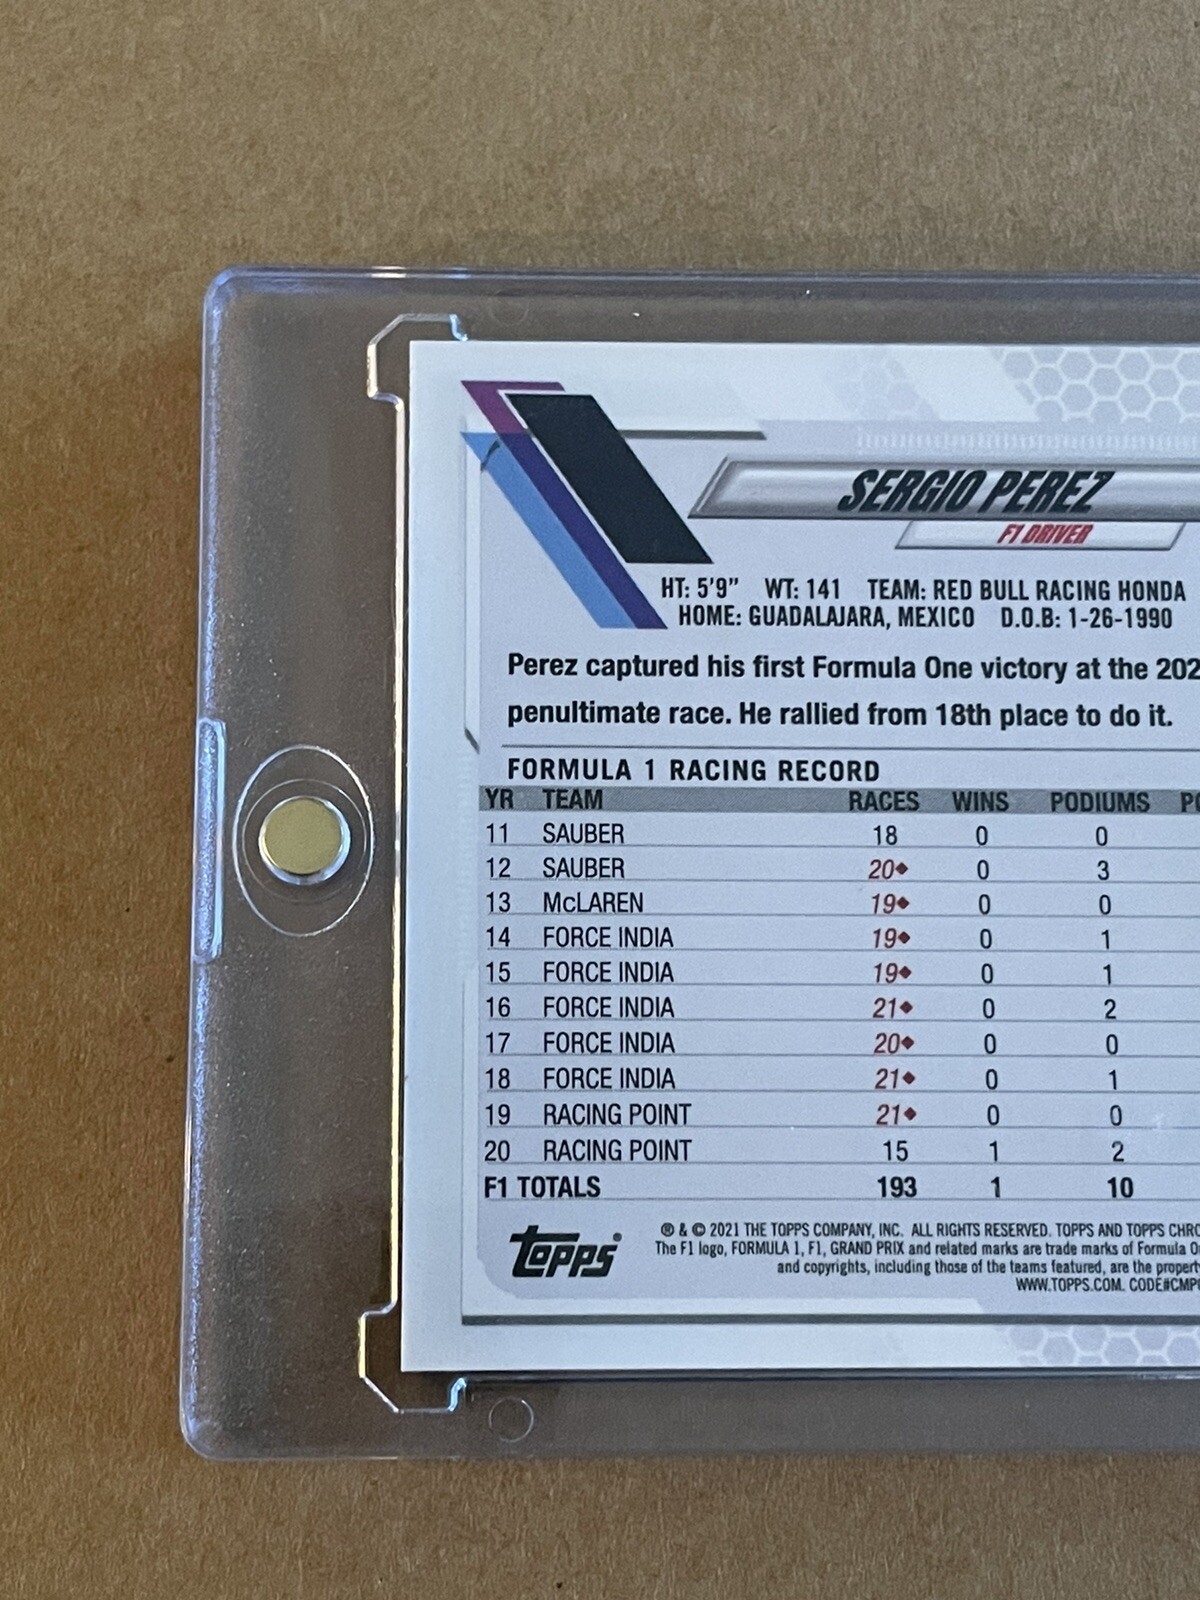 SERGIO PEREZ
F1 DRIVER
HT: 5'9" WT: 141 TEAM: RED BULL RACING HONDA
HOME: GUADALAJARA, MEXICO D.O.B: 1-26-1990
Perez captured his first Formula One victory at the 202
penultimate race. He rallied from 18th place to do it.
FORMULA 1 RACING RECORD
YR TEAM RACES WINS PODIUMS PO
11 SAUBER 18 0 0
12 SAUBER 20♦ 0 3
13 McLAREN 19♦ 0 0
14 FORCE INDIA 19♦ 0 1
15 FORCE INDIA 19♦ 0 1
16 FORCE INDIA 21♦ 0 2
17 FORCE INDIA 20♦ 0 0
18 FORCE INDIA 21♦ 0 1
19 RACING POINT 21♦ 0 0
20 RACING POINT 15 1 2
F1 TOTALS 193 1 10
Topps®
® & © 2021 THE TOPPS COMPANY, INC. ALL RIGHTS RESERVED. TOPPS AND TOPPS CHRO
The F1 logo, FORMULA 1, F1, GRAND PRIX and related marks are trade marks of Formula O
and copyrights, including those of the teams featured, are the property
WWW.TOPPS.COM. CODE#CMP